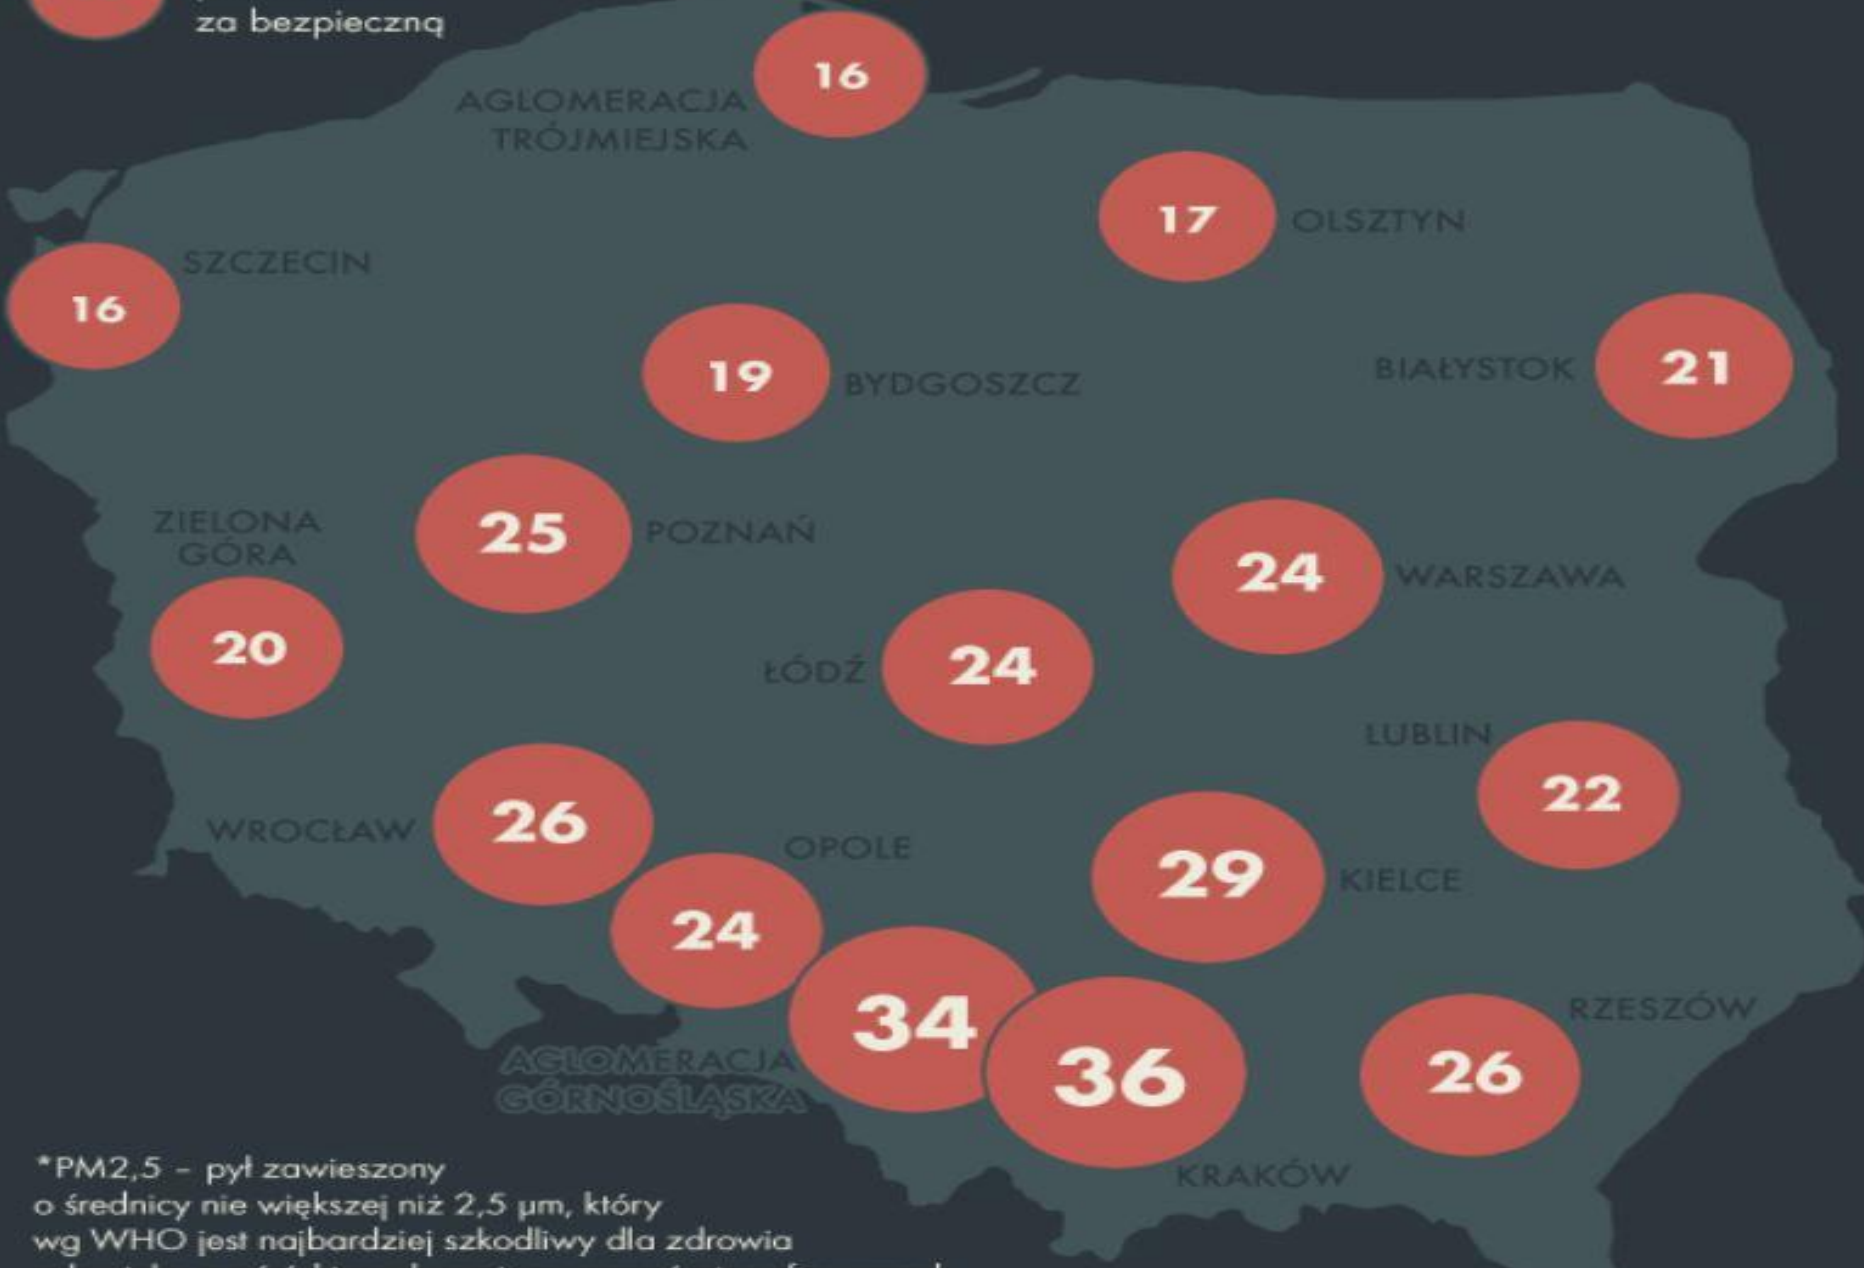 za bezpieczną
16
AGLOMERACJA
TRÓJMIEJSKA
17
OLSZTYN
SZCZECIN
16
19
BYDGOSZCZ
BIAŁYSTOK
21
25
POZNAŃ
ZIELONA
GÓRA
20
24
WARSZAWA
ŁÓDŹ
24
LUBLIN
22
WROCŁAW
26
OPOLE
24
29
KIELCE
34
AGLOMERACJA
GÓRNOŚLĄSKA
36
KRAKÓW
RZESZÓW
26
*PM2,5 – pył zawieszony
o średnicy nie większej niż 2,5 µm, który
wg WHO jest najbardziej szkodliwy dla zdrowia